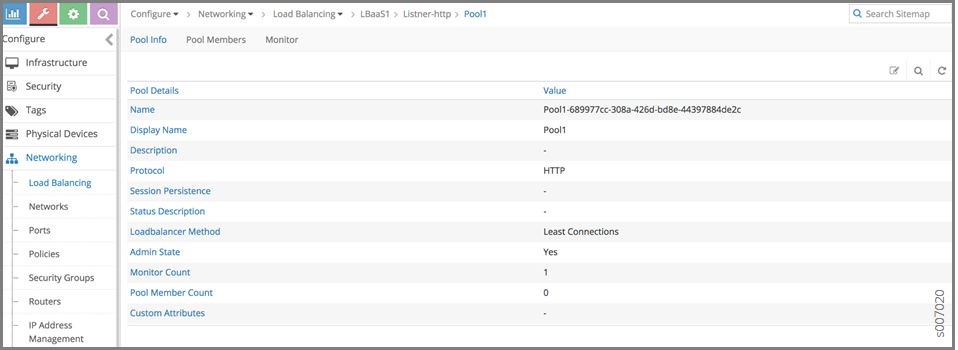 Configure Networking Load Balancing LBaaS1 Listner-http Pool1
Search Sitemap
Configure
Pool Info Pool Members Monitor
Infrastructure
Security
Tags
Physical Devices
Networking
Load Balancing
Networks
Ports
Policies
Security Groups
Routers
IP Address
Management
Pool Details Value
Name Pool1-689977cc-308a-426d-bd8e-44397884de2c
Display Name Pool1
Description -
Protocol HTTP
Session Persistence -
Status Description -
Loadbalancer Method Least Connections
Admin State Yes
Monitor Count 1
Pool Member Count 0
Custom Attributes -
s007020